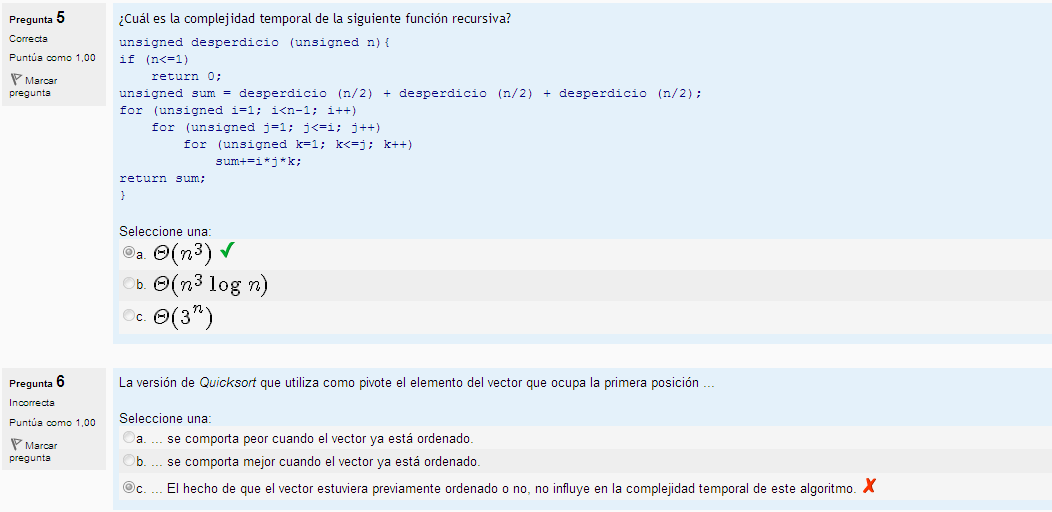 Pregunta 5
Correcta
Puntúa como 1,00
Marcar
pregunta
¿Cuál es la complejidad temporal de la siguiente función recursiva?
unsigned desperdicio (unsigned n){
if (n<=1)
return 0;
unsigned sum = desperdicio (n/2) + desperdicio (n/2) + desperdicio (n/2);
for (unsigned i=1; i<n-1; i++)
for (unsigned j=1; j<=i; j++)
for (unsigned k=1; k<=j; k++)
sum+=i*j*k;
return sum;
}
Seleccione una:
a. Θ(n³)
b. Θ(n³ log n)
c. Θ(3ⁿ)
Pregunta 6
Incorrecta
Puntúa como 1,00
Marcar
pregunta
La versión de Quicksort que utiliza como pivote el elemento del vector que ocupa la primera posición ...
Seleccione una:
a. ... se comporta peor cuando el vector ya está ordenado.
b. ... se comporta mejor cuando el vector ya está ordenado.
c. ... El hecho de que el vector estuviera previamente ordenado o no, no influye en la complejidad temporal de este algoritmo.